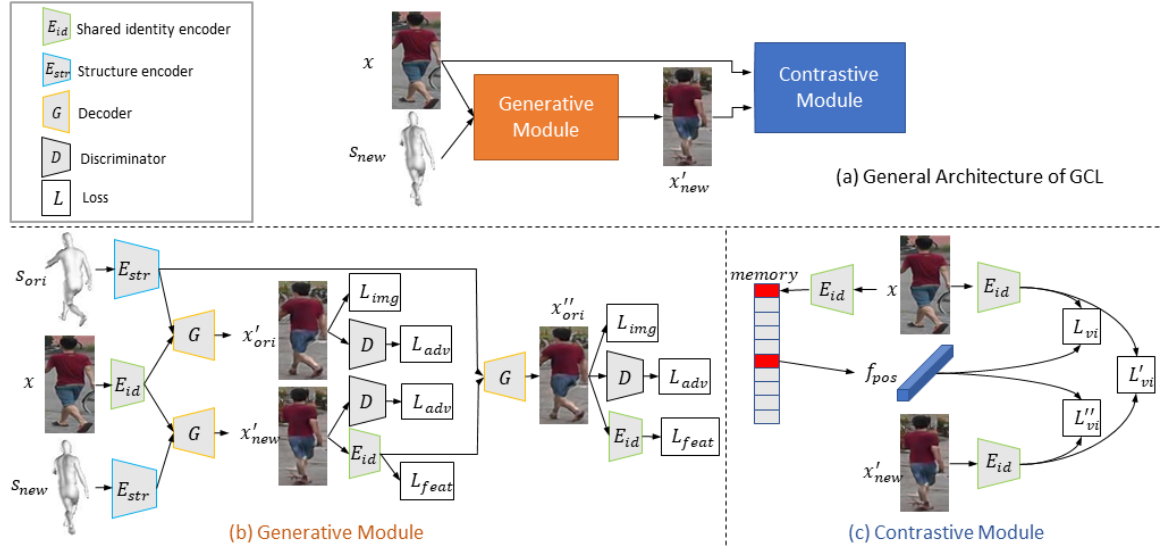 E_id Shared identity encoder
E_str Structure encoder
G Decoder
D Discriminator
L Loss
x
s_new
Generative
Module
x'_new
Contrastive
Module
(a) General Architecture of GCL
s_ori
E_str
x
E_id
s_new
E_str
G
G
x'_ori
x'_new
L_img
D
L_adv
D
L_adv
E_id
L_feat
G
x''_ori
L_img
D
L_adv
E_id
L_feat
(b) Generative Module
memory
E_id
x
E_id
L_vi
f_pos
L'_vi
L''_vi
x'_new
E_id
(c) Contrastive Module